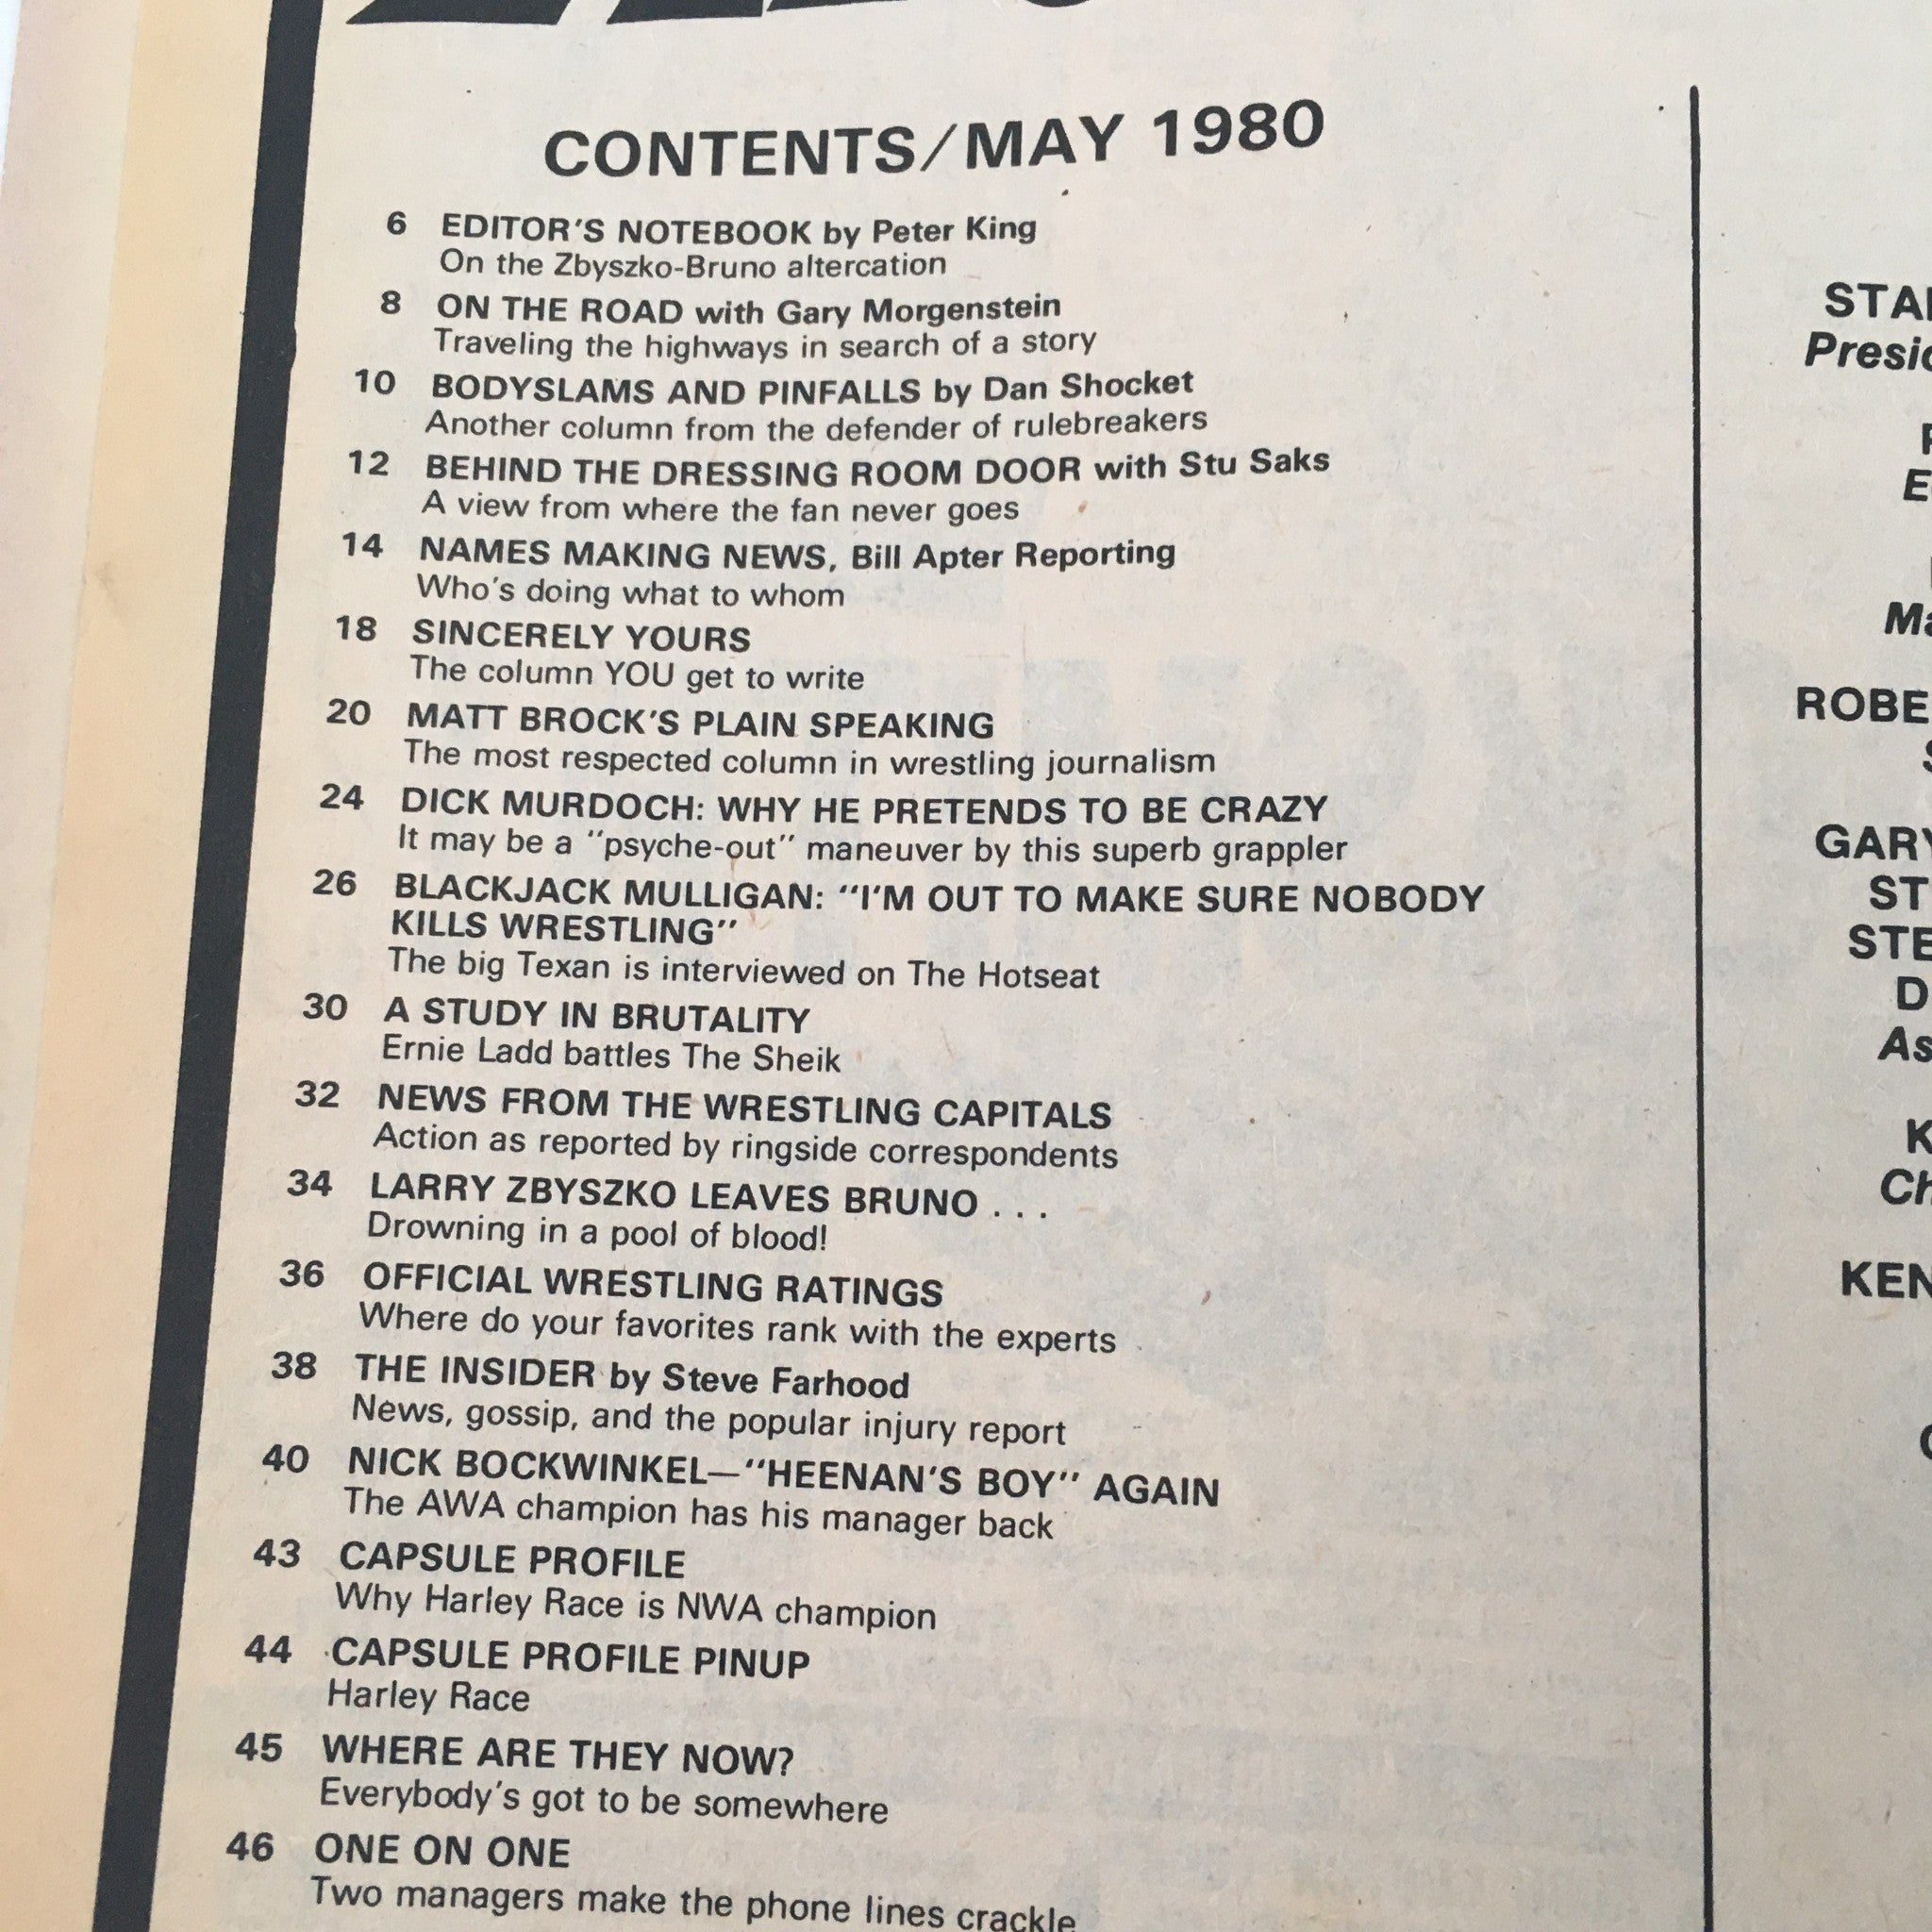 CONTENTS/MAY 1980
6 EDITOR'S NOTEBOOK by Peter King
On the Zbyszko-Bruno altercation
8 ON THE ROAD with Gary Morgenstein
Traveling the highways in search of a story
10 BODYSLAMS AND PINFALLS by Dan Shocket
Another column from the defender of rulebreakers
12 BEHIND THE DRESSING ROOM DOOR with Stu Saks
A view from where the fan never goes
14 NAMES MAKING NEWS, Bill Apter Reporting
Who's doing what to whom
18 SINCERELY YOURS
The column YOU get to write
20 MATT BROCK'S PLAIN SPEAKING
The most respected column in wrestling journalism
24 DICK MURDOCH: WHY HE PRETENDS TO BE CRAZY
It may be a "psyche-out" maneuver by this superb grappler
26 BLACKJACK MULLIGAN: "I'M OUT TO MAKE SURE NOBODY
KILLS WRESTLING"
The big Texan is interviewed on The Hotseat
30 A STUDY IN BRUTALITY
Ernie Ladd battles The Sheik
32 NEWS FROM THE WRESTLING CAPITALS
Action as reported by ringside correspondents
34 LARRY ZBYSZKO LEAVES BRUNO . . .
Drowning in a pool of blood!
36 OFFICIAL WRESTLING RATINGS
Where do your favorites rank with the experts
38 THE INSIDER by Steve Farhood
News, gossip, and the popular injury report
40 NICK BOCKWINKEL—"HEENAN'S BOY" AGAIN
The AWA champion has his manager back
43 CAPSULE PROFILE
Why Harley Race is NWA champion
44 CAPSULE PROFILE PINUP
Harley Race
45 WHERE ARE THEY NOW?
Everybody's got to be somewhere
46 ONE ON ONE
Two managers make the phone lines crackle
GARY